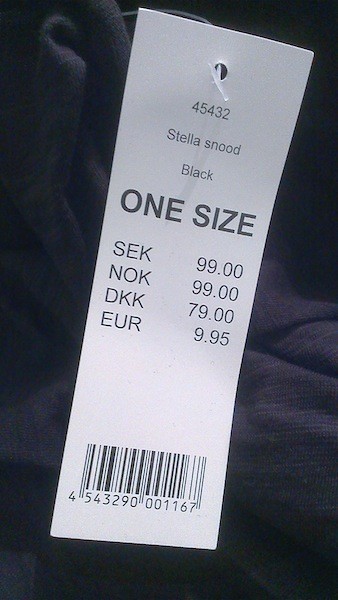 45432
Stella snood
Black
ONE SIZE
SEK 99.00
NOK 99.00
DKK 79.00
EUR 9.95
4 543290 001167